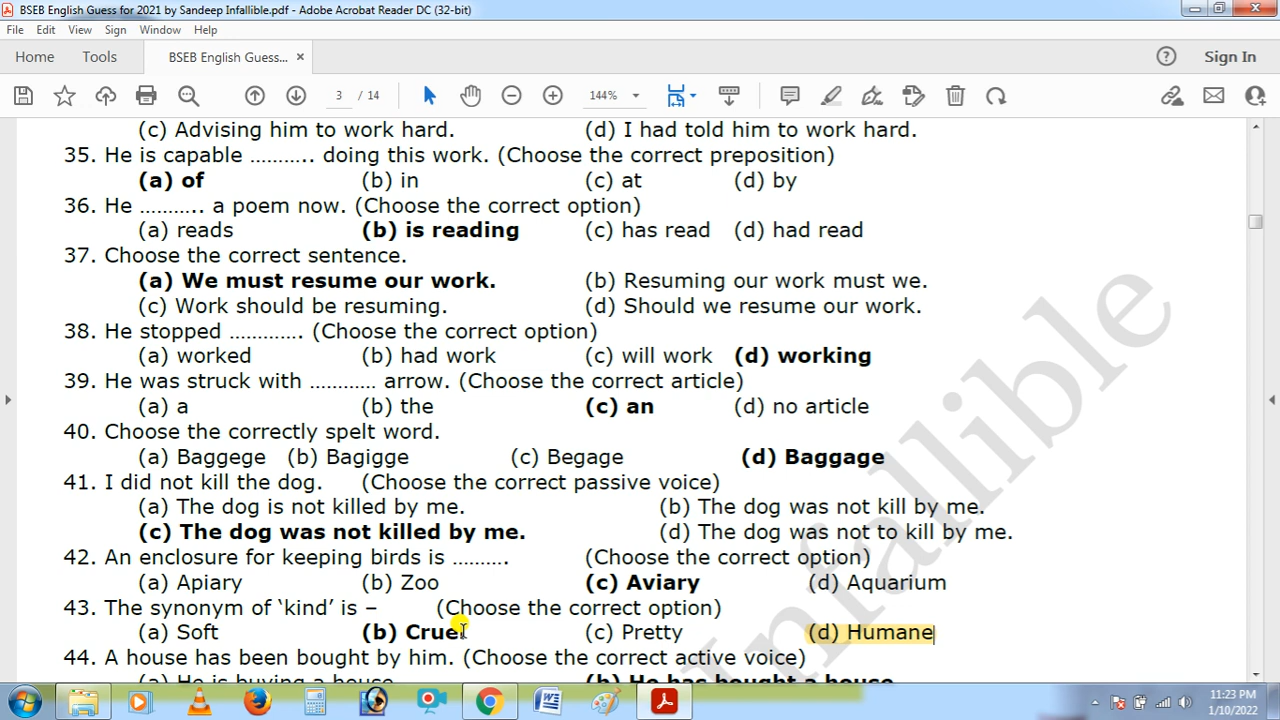 BSEB English Guess for 2021 by Sandeep Infallible.pdf - Adobe Acrobat Reader DC (32-bit)
File Edit View Sign Window Help
Home Tools BSEB English Guess... × Sign In
3 / 14 144%
(c) Advising him to work hard. (d) I had told him to work hard.
35. He is capable ……….. doing this work. (Choose the correct preposition)
(a) of (b) in (c) at (d) by
36. He ……….. a poem now. (Choose the correct option)
(a) reads (b) is reading (c) has read (d) had read
37. Choose the correct sentence.
(a) We must resume our work. (b) Resuming our work must we.
(c) Work should be resuming. (d) Should we resume our work.
38. He stopped …………. (Choose the correct option)
(a) worked (b) had work (c) will work (d) working
39. He was struck with ………… arrow. (Choose the correct article)
(a) a (b) the (c) an (d) no article
40. Choose the correctly spelt word.
(a) Baggege (b) Bagigge (c) Begage (d) Baggage
41. I did not kill the dog. (Choose the correct passive voice)
(a) The dog is not killed by me. (b) The dog was not kill by me.
(c) The dog was not killed by me. (d) The dog was not to kill by me.
42. An enclosure for keeping birds is ………. (Choose the correct option)
(a) Apiary (b) Zoo (c) Aviary (d) Aquarium
43. The synonym of ‘kind’ is – (Choose the correct option)
(a) Soft (b) Cruel (c) Pretty (d) Humane
44. A house has been bought by him. (Choose the correct active voice)
(a) He is buying a house (b) He has bought a house
Infallible
11:23 PM
1/10/2022